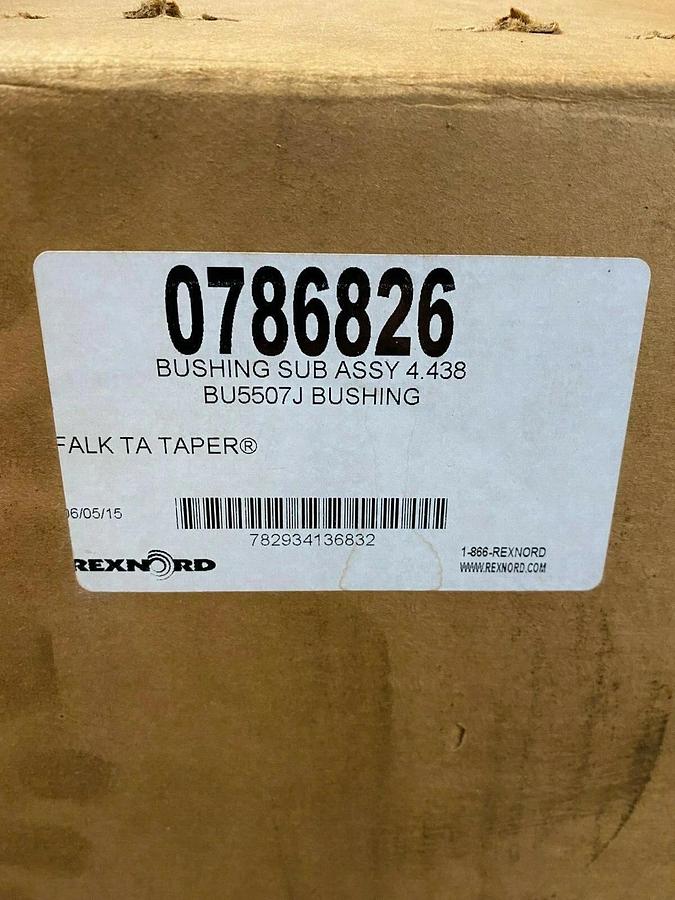 0786826
BUSHING SUB ASSY 4.438
BU5507J BUSHING
FALK TA TAPER®
06/05/15
782934136832
REXNORD
1-866-REXNORD
WWW.REXNORD.COM